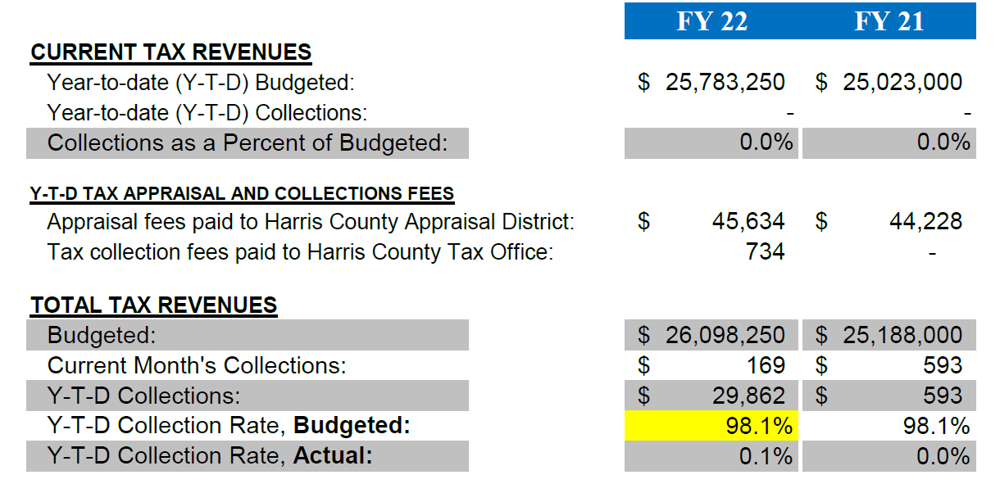 FY 22 FY 21
CURRENT TAX REVENUES
Year-to-date (Y-T-D) Budgeted: $ 25,783,250 $ 25,023,000
Year-to-date (Y-T-D) Collections: - -
Collections as a Percent of Budgeted: 0.0% 0.0%
Y-T-D TAX APPRAISAL AND COLLECTIONS FEES
Appraisal fees paid to Harris County Appraisal District: $ 45,634 $ 44,228
Tax collection fees paid to Harris County Tax Office: 734 -
TOTAL TAX REVENUES
Budgeted: $ 26,098,250 $ 25,188,000
Current Month's Collections: $ 169 $ 593
Y-T-D Collections: $ 29,862 $ 593
Y-T-D Collection Rate, Budgeted: 98.1% 98.1%
Y-T-D Collection Rate, Actual: 0.1% 0.0%